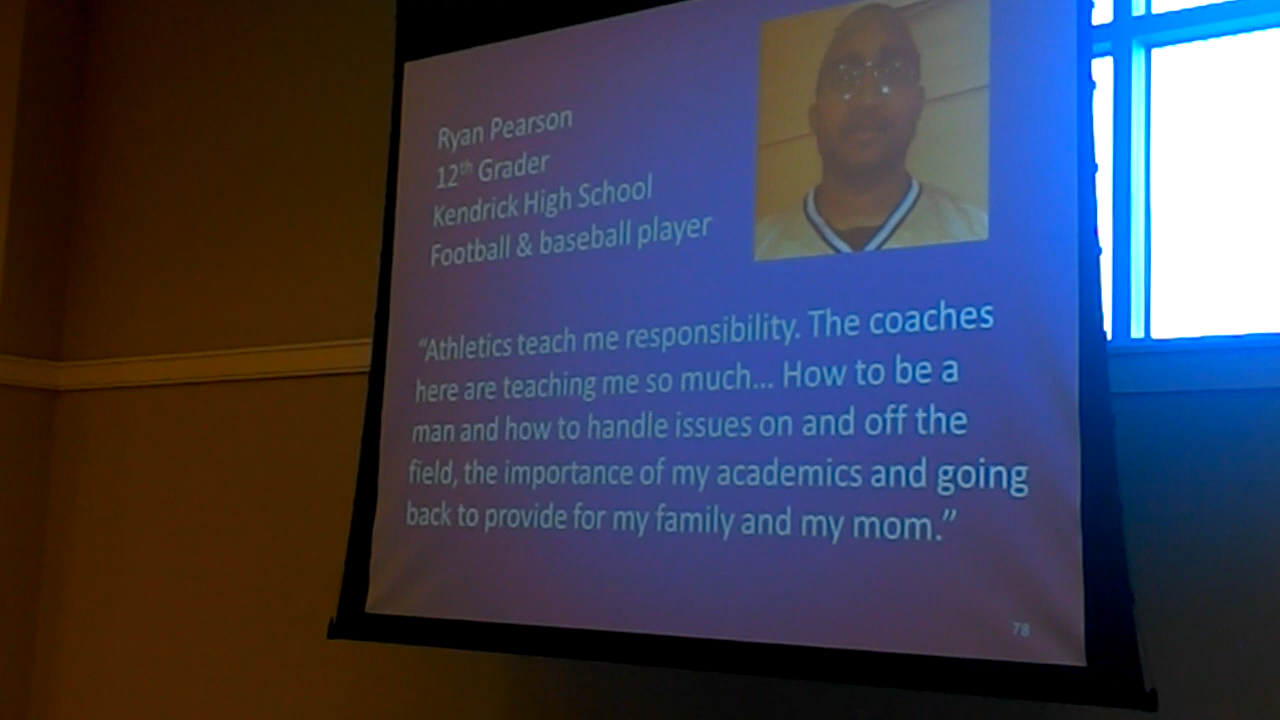 Ryan Pearson
12th Grader
Kendrick High School
Football & baseball player
“Athletics teach me responsibility. The coaches
here are teaching me so much... How to be a
man and how to handle issues on and off the
field, the importance of my academics and going
back to provide for my family and my mom.”
78